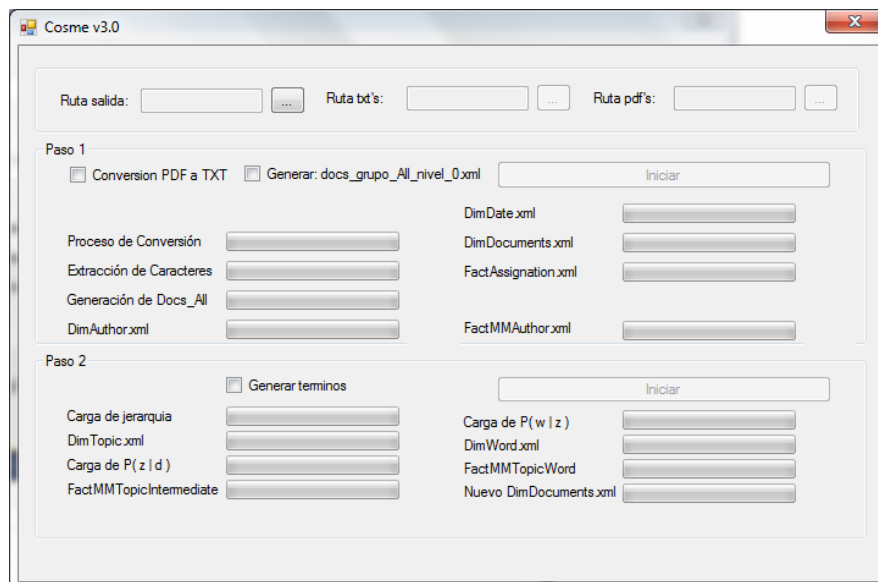 Cosme v3.0
Ruta salida: ... Ruta txt's: ... Ruta pdf's: ...
Paso 1
Conversion PDF a TXT Generar: docs_grupo_All_nivel_0.xml Iniciar
DimDate.xml
Proceso de Conversión DimDocuments.xml
Extracción de Caracteres FactAssignation.xml
Generación de Docs_All
DimAuthor.xml FactMMAuthor.xml
Paso 2
Generar terminos Iniciar
Carga de jerarquia Carga de P( w | z )
DimTopic.xml DimWord.xml
Carga de P( z | d ) FactMMTopicWord
FactMMTopicIntermediate Nuevo DimDocuments.xml